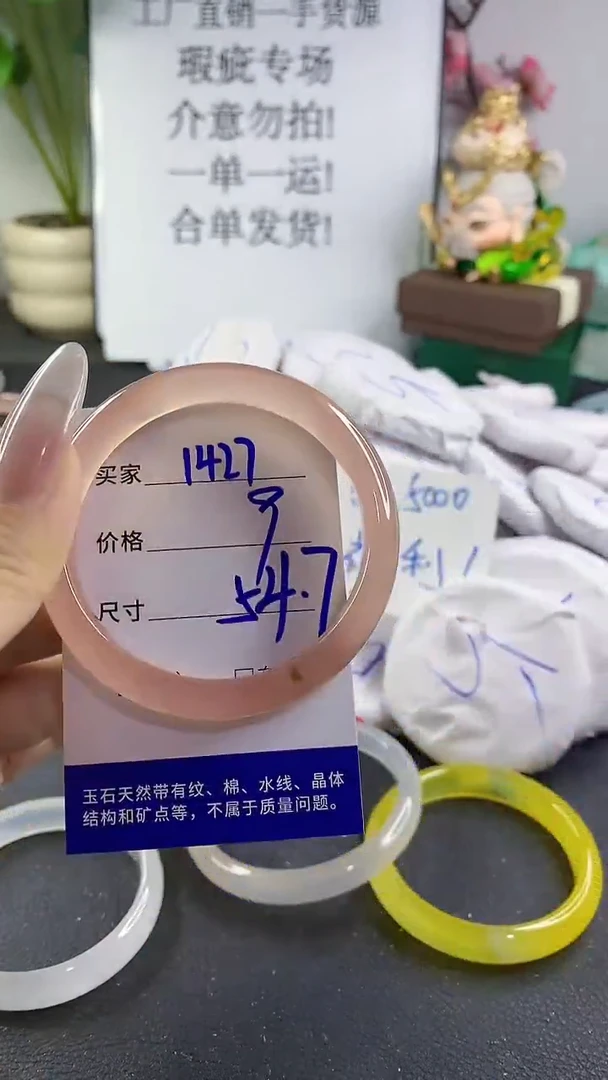 工厂直销一手货源
瑕疵专场
介意勿拍!
一单一运!
合单发货!
买家 1427
价格 9
尺寸 54.7
5000
玉石天然带有纹、棉、水线、晶体
结构和矿点等，不属于质量问题。